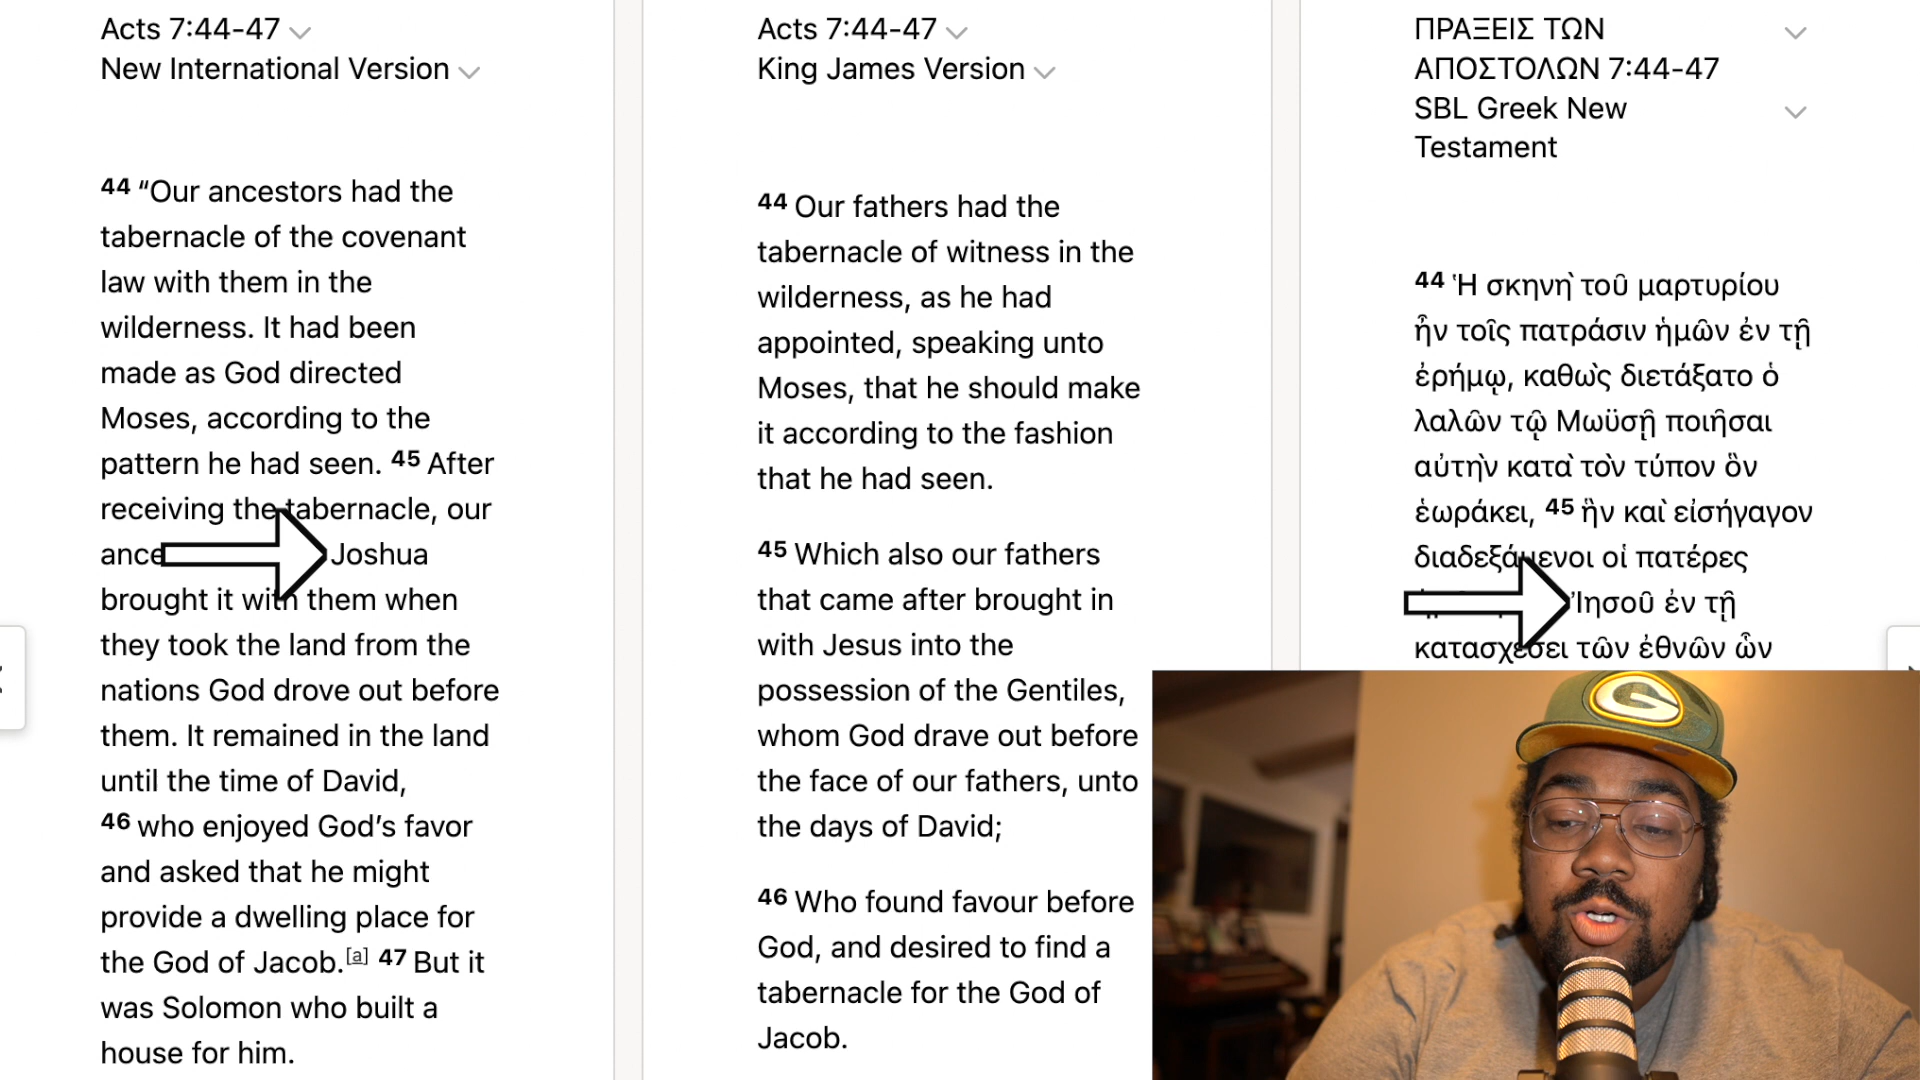 Acts 7:44-47
New International Version
44 “Our ancestors had the
tabernacle of the covenant
law with them in the
wilderness. It had been
made as God directed
Moses, according to the
pattern he had seen. 45 After
receiving the tabernacle, our
Joshua
brought it with them when
they took the land from the
nations God drove out before
them. It remained in the land
until the time of David,
46 who enjoyed God’s favor
and asked that he might
provide a dwelling place for
the God of Jacob.[a] 47 But it
was Solomon who built a
house for him.
Acts 7:44-47
King James Version
44 Our fathers had the
tabernacle of witness in the
wilderness, as he had
appointed, speaking unto
Moses, that he should make
it according to the fashion
that he had seen.
45 Which also our fathers
that came after brought in
with Jesus into the
possession of the Gentiles,
whom God drave out before
the face of our fathers, unto
the days of David;
46 Who found favour before
God, and desired to find a
tabernacle for the God of
Jacob.
ΠΡΑΞΕΙΣ ΤΩΝ
ΑΠΟΣΤΟΛΩΝ 7:44-47
SBL Greek New
Testament
44 Ἡ σκηνὴ τοῦ μαρτυρίου
ἦν τοῖς πατράσιν ἡμῶν ἐν τῇ
ἐρήμῳ, καθὼς διετάξατο ὁ
λαλῶν τῷ Μωϋσῇ ποιῆσαι
αὐτὴν κατὰ τὸν τύπον ὃν
ἑωράκει, 45 ἣν καὶ εἰσήγαγον
διαδεξάμενοι οἱ πατέρες
Ἰησοῦ ἐν τῇ
κατασχέσει τῶν ἐθνῶν ὧν
G